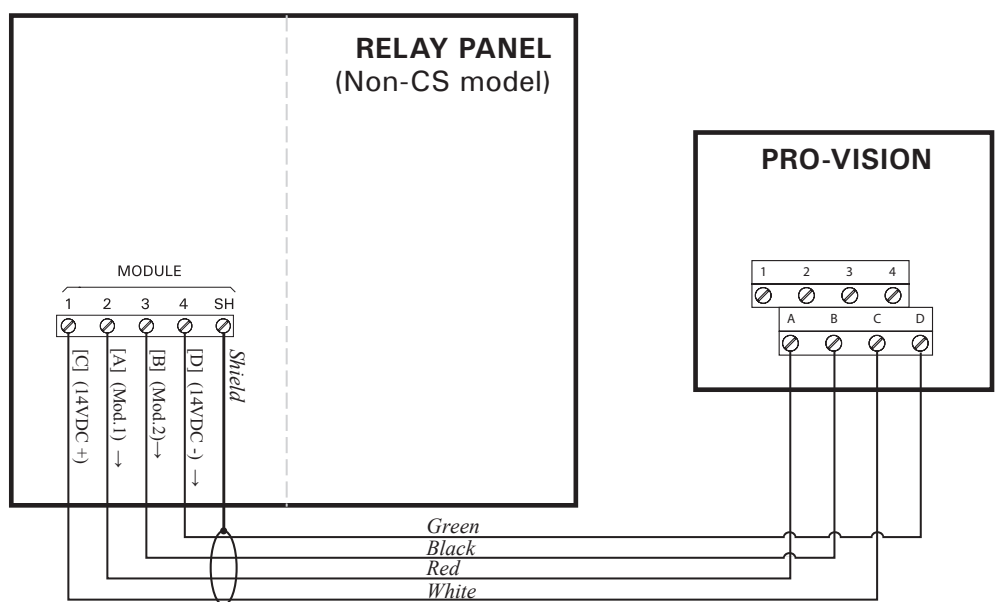 RELAY PANEL
(Non-CS model)
PRO-VISION
MODULE
1 2 3 4 SH
[C] (14VDC +)
[A] (Mod.1) →
[B] (Mod.2)→
[D] (14VDC -) →
Shield
1 2 3 4
A B C D
Green
Black
Red
White